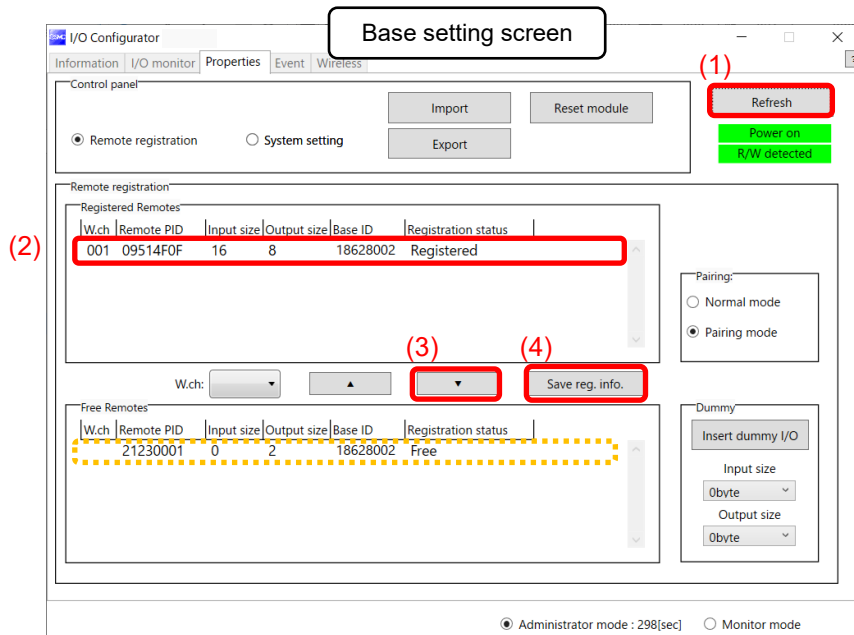 Base setting screen
SMC I/O Configurator
Information I/O monitor Properties Event Wireless ?
(1)
Control panel
Import Reset module Refresh
Remote registration System setting Export
Power on
R/W detected
Remote registration
Registered Remotes
W.ch Remote PID Input size Output size Base ID Registration status
(2) 001 09514F0F 16 8 18628002 Registered
Pairing:
Normal mode
Pairing mode
(3) (4)
W.ch: ▲ ▼ Save reg. info.
Free Remotes
W.ch Remote PID Input size Output size Base ID Registration status
21230001 0 2 18628002 Free
Dummy
Insert dummy I/O
Input size
0byte
Output size
0byte
Administrator mode : 298[sec] Monitor mode